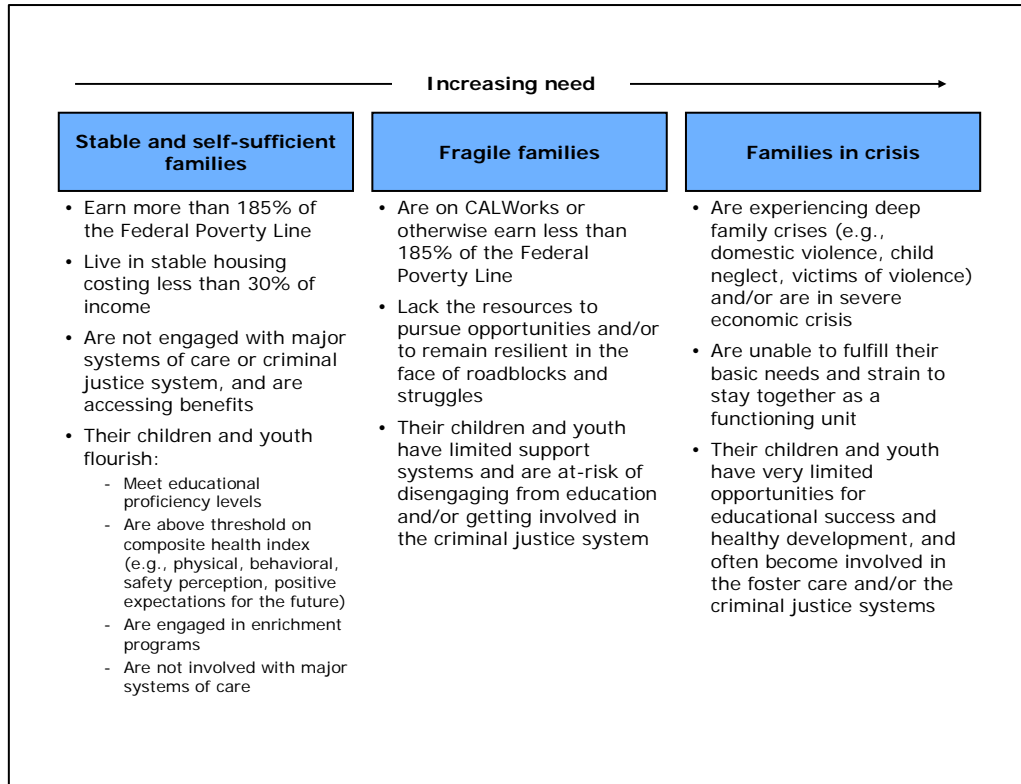 Increasing need
Stable and self-sufficient
families
• Earn more than 185% of
the Federal Poverty Line
• Live in stable housing
costing less than 30% of
income
• Are not engaged with major
systems of care or criminal
justice system, and are
accessing benefits
• Their children and youth
flourish:
- Meet educational
proficiency levels
- Are above threshold on
composite health index
(e.g., physical, behavioral,
safety perception, positive
expectations for the future)
- Are engaged in enrichment
programs
- Are not involved with major
systems of care
Fragile families
• Are on CALWorks or
otherwise earn less than
185% of the Federal
Poverty Line
• Lack the resources to
pursue opportunities and/or
to remain resilient in the
face of roadblocks and
struggles
• Their children and youth
have limited support
systems and are at-risk of
disengaging from education
and/or getting involved in
the criminal justice system
Families in crisis
• Are experiencing deep
family crises (e.g.,
domestic violence, child
neglect, victims of violence)
and/or are in severe
economic crisis
• Are unable to fulfill their
basic needs and strain to
stay together as a
functioning unit
• Their children and youth
have very limited
opportunities for
educational success and
healthy development, and
often become involved in
the foster care and/or the
criminal justice systems